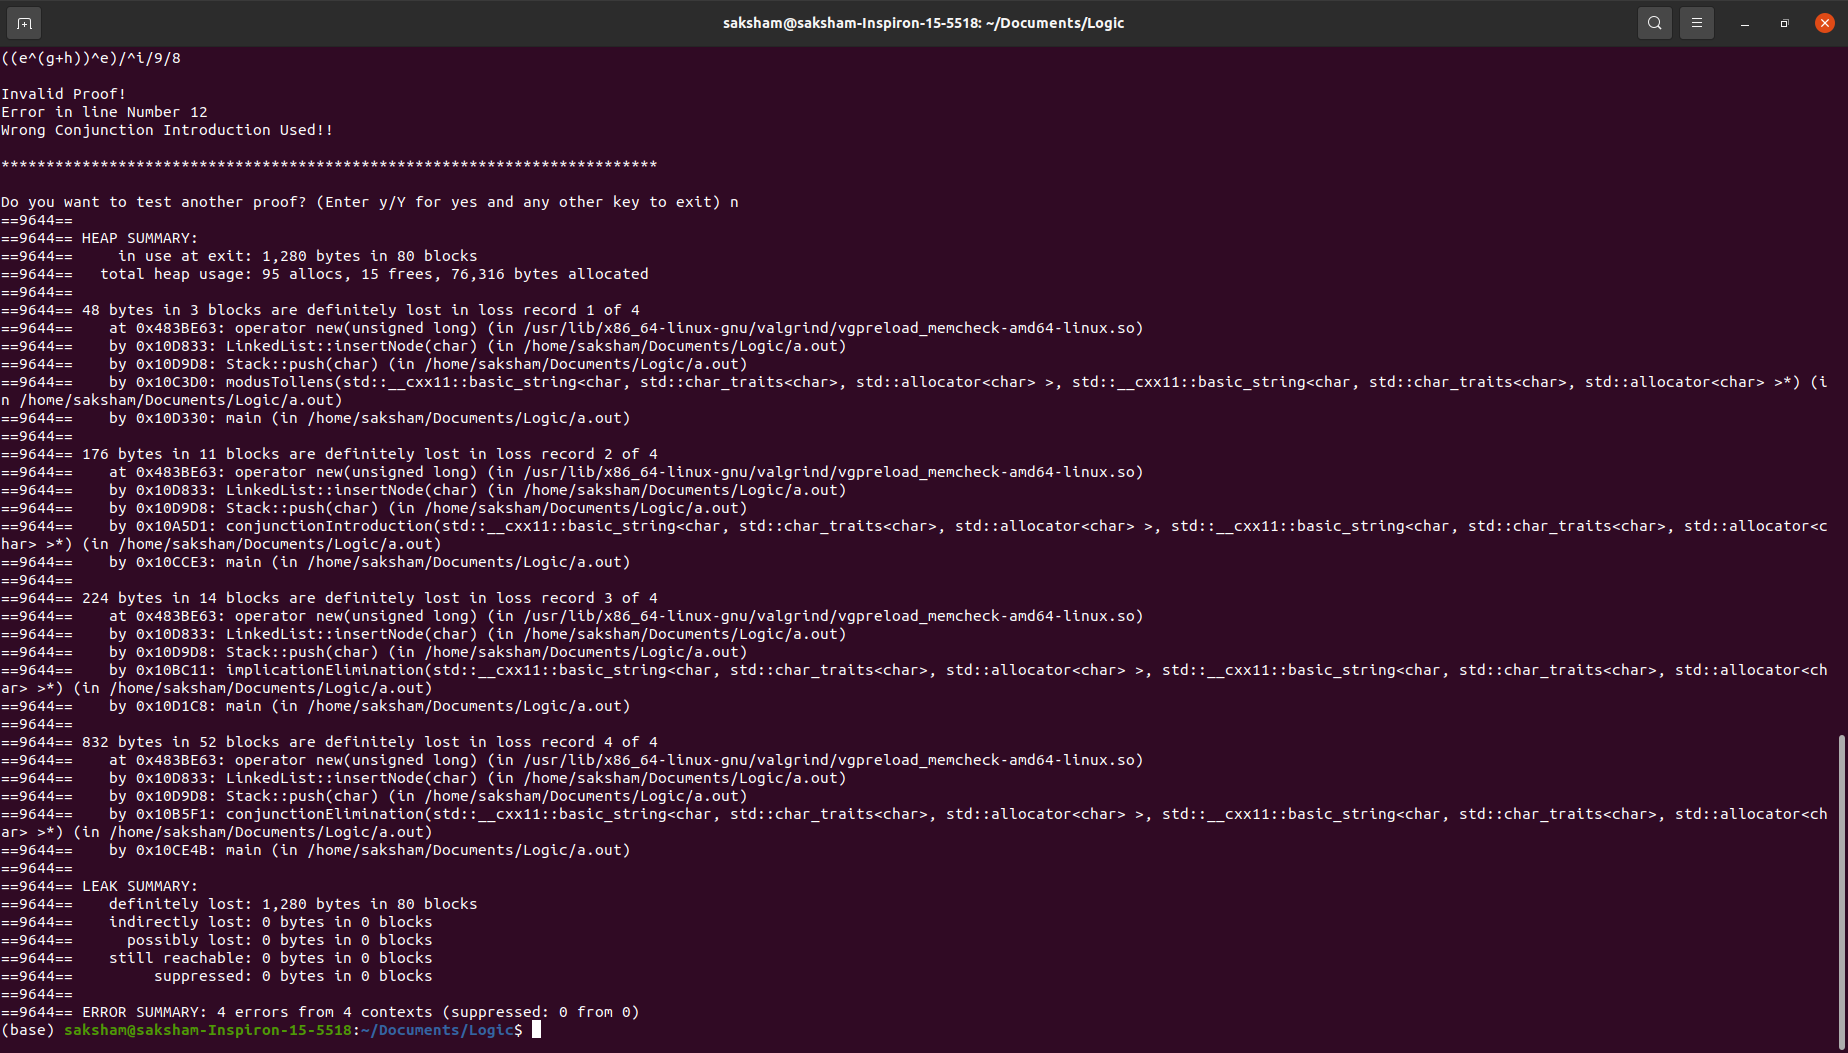 saksham@saksham-Inspiron-15-5518: ~/Documents/Logic
((e^(g+h))^e)/^i/9/8
Invalid Proof!
Error in line Number 12
Wrong Conjunction Introduction Used!!
*************************************************************************
Do you want to test another proof? (Enter y/Y for yes and any other key to exit) n
==9644==
==9644== HEAP SUMMARY:
==9644==     in use at exit: 1,280 bytes in 80 blocks
==9644==   total heap usage: 95 allocs, 15 frees, 76,316 bytes allocated
==9644==
==9644== 48 bytes in 3 blocks are definitely lost in loss record 1 of 4
==9644==    at 0x483BE63: operator new(unsigned long) (in /usr/lib/x86_64-linux-gnu/valgrind/vgpreload_memcheck-amd64-linux.so)
==9644==    by 0x10D833: LinkedList::insertNode(char) (in /home/saksham/Documents/Logic/a.out)
==9644==    by 0x10D9D8: Stack::push(char) (in /home/saksham/Documents/Logic/a.out)
==9644==    by 0x10C3D0: modusTollens(std::__cxx11::basic_string<char, std::char_traits<char>, std::allocator<char> >, std::__cxx11::basic_string<char, std::char_traits<char>, std::allocator<char> >*) (i
n /home/saksham/Documents/Logic/a.out)
==9644==    by 0x10D330: main (in /home/saksham/Documents/Logic/a.out)
==9644==
==9644== 176 bytes in 11 blocks are definitely lost in loss record 2 of 4
==9644==    at 0x483BE63: operator new(unsigned long) (in /usr/lib/x86_64-linux-gnu/valgrind/vgpreload_memcheck-amd64-linux.so)
==9644==    by 0x10D833: LinkedList::insertNode(char) (in /home/saksham/Documents/Logic/a.out)
==9644==    by 0x10D9D8: Stack::push(char) (in /home/saksham/Documents/Logic/a.out)
==9644==    by 0x10A5D1: conjunctionIntroduction(std::__cxx11::basic_string<char, std::char_traits<char>, std::allocator<char> >, std::__cxx11::basic_string<char, std::char_traits<char>, std::allocator<c
har> >*) (in /home/saksham/Documents/Logic/a.out)
==9644==    by 0x10CCE3: main (in /home/saksham/Documents/Logic/a.out)
==9644==
==9644== 224 bytes in 14 blocks are definitely lost in loss record 3 of 4
==9644==    at 0x483BE63: operator new(unsigned long) (in /usr/lib/x86_64-linux-gnu/valgrind/vgpreload_memcheck-amd64-linux.so)
==9644==    by 0x10D833: LinkedList::insertNode(char) (in /home/saksham/Documents/Logic/a.out)
==9644==    by 0x10D9D8: Stack::push(char) (in /home/saksham/Documents/Logic/a.out)
==9644==    by 0x10BC11: implicationElimination(std::__cxx11::basic_string<char, std::char_traits<char>, std::allocator<char> >, std::__cxx11::basic_string<char, std::char_traits<char>, std::allocator<ch
ar> >*) (in /home/saksham/Documents/Logic/a.out)
==9644==    by 0x10D1C8: main (in /home/saksham/Documents/Logic/a.out)
==9644==
==9644== 832 bytes in 52 blocks are definitely lost in loss record 4 of 4
==9644==    at 0x483BE63: operator new(unsigned long) (in /usr/lib/x86_64-linux-gnu/valgrind/vgpreload_memcheck-amd64-linux.so)
==9644==    by 0x10D833: LinkedList::insertNode(char) (in /home/saksham/Documents/Logic/a.out)
==9644==    by 0x10D9D8: Stack::push(char) (in /home/saksham/Documents/Logic/a.out)
==9644==    by 0x10B5F1: conjunctionElimination(std::__cxx11::basic_string<char, std::char_traits<char>, std::allocator<char> >, std::__cxx11::basic_string<char, std::char_traits<char>, std::allocator<ch
ar> >*) (in /home/saksham/Documents/Logic/a.out)
==9644==    by 0x10CE4B: main (in /home/saksham/Documents/Logic/a.out)
==9644==
==9644== LEAK SUMMARY:
==9644==    definitely lost: 1,280 bytes in 80 blocks
==9644==    indirectly lost: 0 bytes in 0 blocks
==9644==      possibly lost: 0 bytes in 0 blocks
==9644==    still reachable: 0 bytes in 0 blocks
==9644==         suppressed: 0 bytes in 0 blocks
==9644==
==9644== ERROR SUMMARY: 4 errors from 4 contexts (suppressed: 0 from 0)
(base) saksham@saksham-Inspiron-15-5518:~/Documents/Logic$